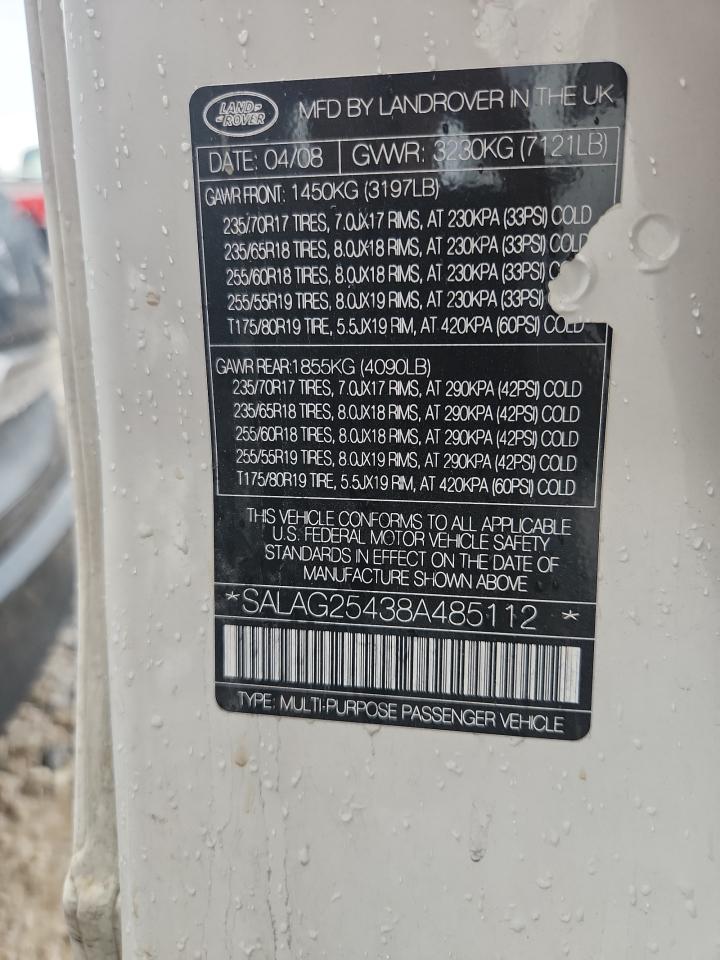 LAND ROVER
MFD BY LANDROVER IN THE UK
DATE: 04/08 GVWR: 3230KG (7121LB)
GAWR FRONT: 1450KG (3197LB)
235/70R17 TIRES, 7.0JX17 RIMS, AT 230KPA (33PSI) COLD
235/65R18 TIRES, 8.0JX18 RIMS, AT 230KPA (33PSI) COLD
255/60R18 TIRES, 8.0JX18 RIMS, AT 230KPA (33PSI)
255/55R19 TIRES, 8.0JX19 RIMS, AT 230KPA (33PSI)
T175/80R19 TIRE, 5.5JX19 RIM, AT 420KPA (60PSI) COLD
GAWR REAR:1855KG (4090LB)
235/70R17 TIRES, 7.0JX17 RIMS, AT 290KPA (42PSI) COLD
235/65R18 TIRES, 8.0JX18 RIMS, AT 290KPA (42PSI) COLD
255/60R18 TIRES, 8.0JX18 RIMS, AT 290KPA (42PSI) COLD
255/55R19 TIRES, 8.0JX19 RIMS, AT 290KPA (42PSI) COLD
T175/80R19 TIRE, 5.5JX19 RIM, AT 420KPA (60PSI) COLD
THIS VEHICLE CONFORMS TO ALL APPLICABLE
U.S. FEDERAL MOTOR VEHICLE SAFETY
STANDARDS IN EFFECT ON THE DATE OF
MANUFACTURE SHOWN ABOVE
*SALAG25438A485112 *
TYPE: MULTI-PURPOSE PASSENGER VEHICLE